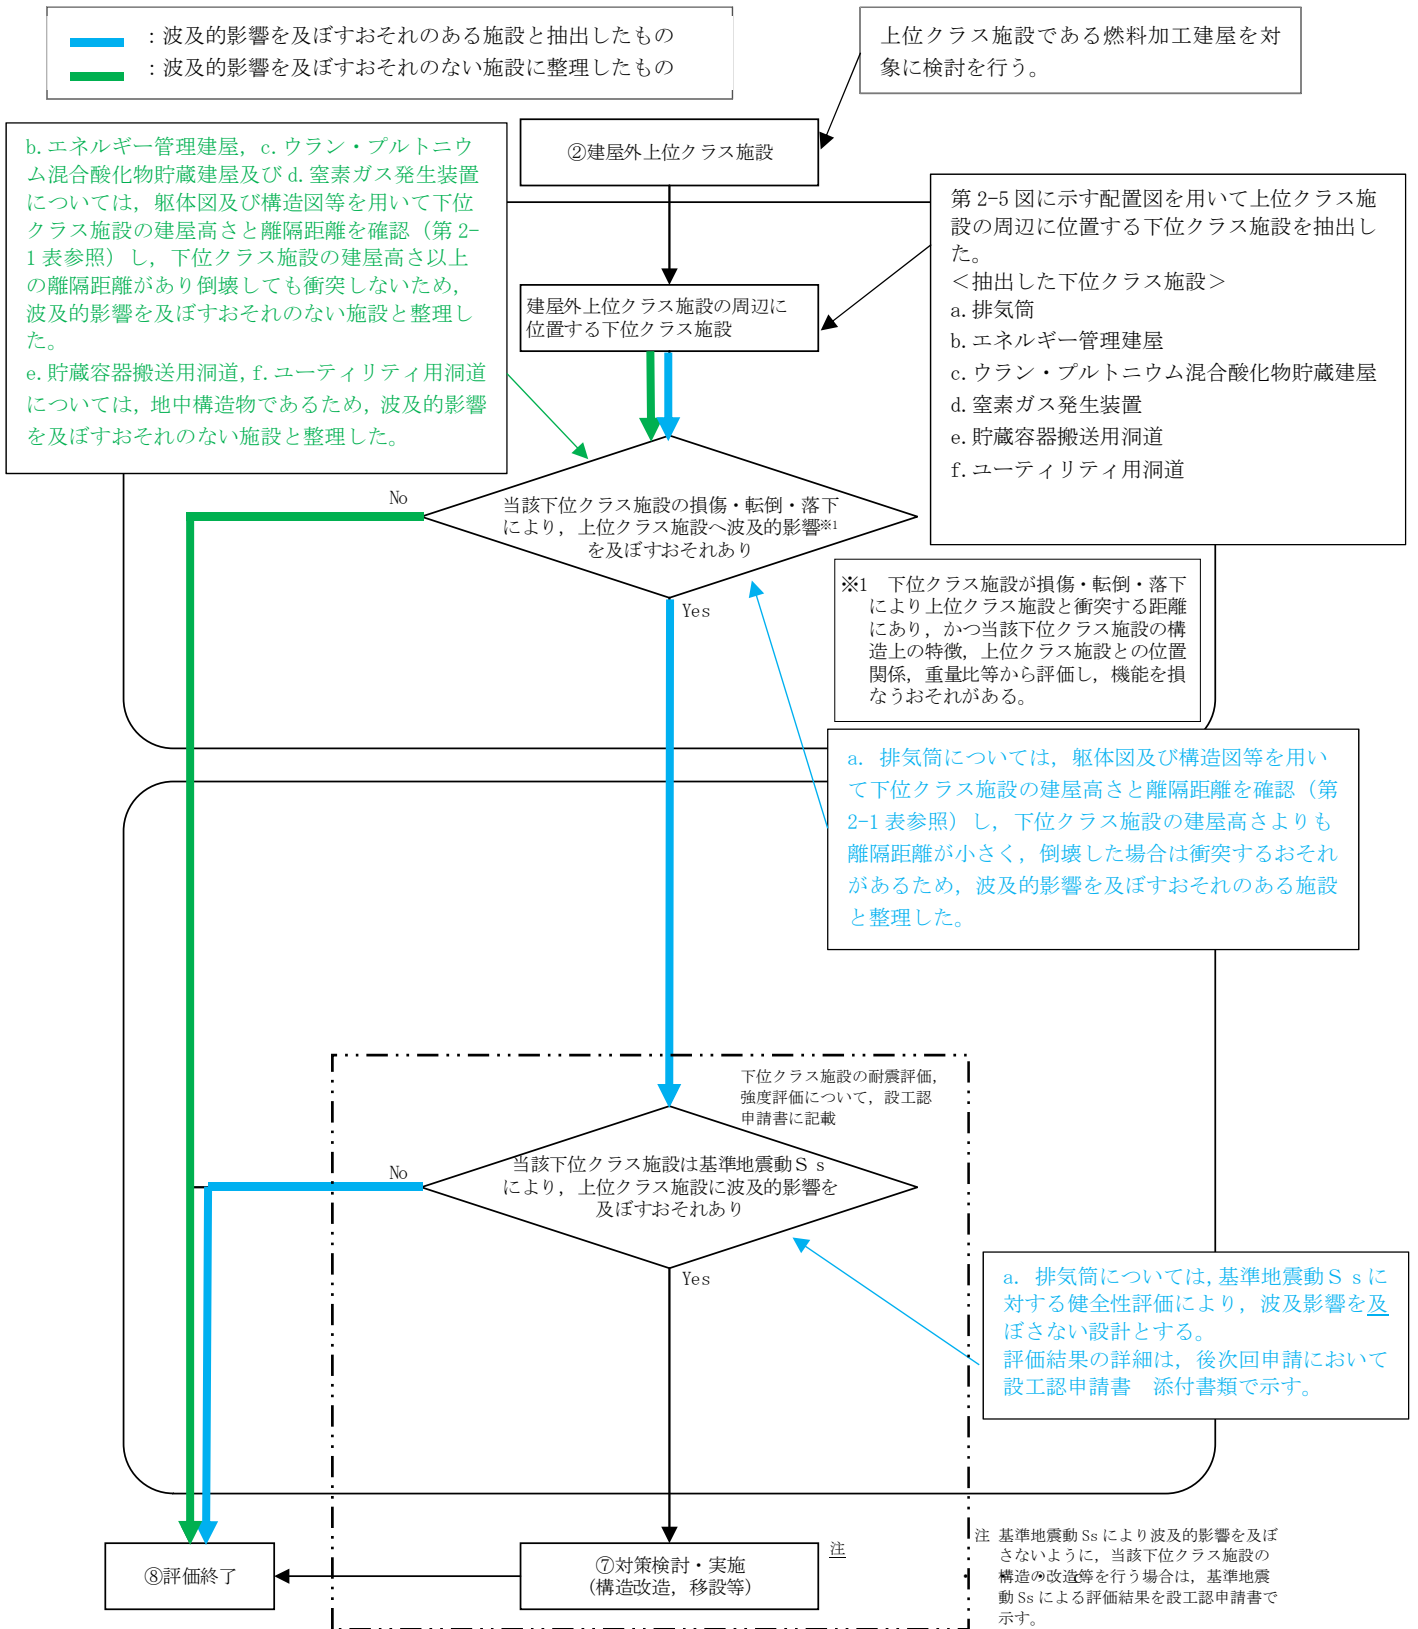 ：波及的影響を及ぼすおそれのある施設と抽出したもの
：波及的影響を及ぼすおそれのない施設に整理したもの
上位クラス施設である燃料加工建屋を対
象に検討を行う。
b.エネルギー管理建屋，c.ウラン・プルトニウ
ム混合酸化物貯蔵建屋及びd.窒素ガス発生装置
については，躯体図及び構造図等を用いて下位
クラス施設の建屋高さと離隔距離を確認（第2-
1表参照）し，下位クラス施設の建屋高さ以上
の離隔距離があり倒壊しても衝突しないため，
波及的影響を及ぼすおそれのない施設と整理し
た。
e.貯蔵容器搬送用洞道，f.ユーティリティ用洞道
については，地中構造物であるため，波及的影響
を及ぼすおそれのない施設と整理した。
②建屋外上位クラス施設
第2-5図に示す配置図を用いて上位クラス施
設の周辺に位置する下位クラス施設を抽出し
た。
＜抽出した下位クラス施設＞
a.排気筒
b.エネルギー管理建屋
c.ウラン・プルトニウム混合酸化物貯蔵建屋
d.窒素ガス発生装置
e.貯蔵容器搬送用洞道
f.ユーティリティ用洞道
建屋外上位クラス施設の周辺に
位置する下位クラス施設
No
当該下位クラス施設の損傷・転倒・落下
により，上位クラス施設へ波及的影響※1
を及ぼすおそれあり
Yes
※1　下位クラス施設が損傷・転倒・落下
により上位クラス施設と衝突する距離
にあり，かつ当該下位クラス施設の構
造上の特徴，上位クラス施設との位置
関係，重量比等から評価し，機能を損
なうおそれがある。
a. 排気筒については，躯体図及び構造図等を用い
て下位クラス施設の建屋高さと離隔距離を確認（第
2-1表参照）し，下位クラス施設の建屋高さよりも
離隔距離が小さく，倒壊した場合は衝突するおそれ
があるため，波及的影響を及ぼすおそれのある施設
と整理した。
下位クラス施設の耐震評価，
強度評価について，設工認
申請書に記載
No
当該下位クラス施設は基準地震動Ｓｓ
により，上位クラス施設に波及的影響を
及ぼすおそれあり
Yes
a. 排気筒については，基準地震動Ｓｓに
対する健全性評価により，波及影響を及
ぼさない設計とする。
評価結果の詳細は，後次回申請において
設工認申請書　添付書類で示す。
⑧評価終了
⑦対策検討・実施
(構造改造，移設等)
注
注 基準地震動Ssにより波及的影響を及ぼ
さないように，当該下位クラス施設の
構造の改造等を行う場合は，基準地震
動Ssによる評価結果を設工認申請書で
示す。